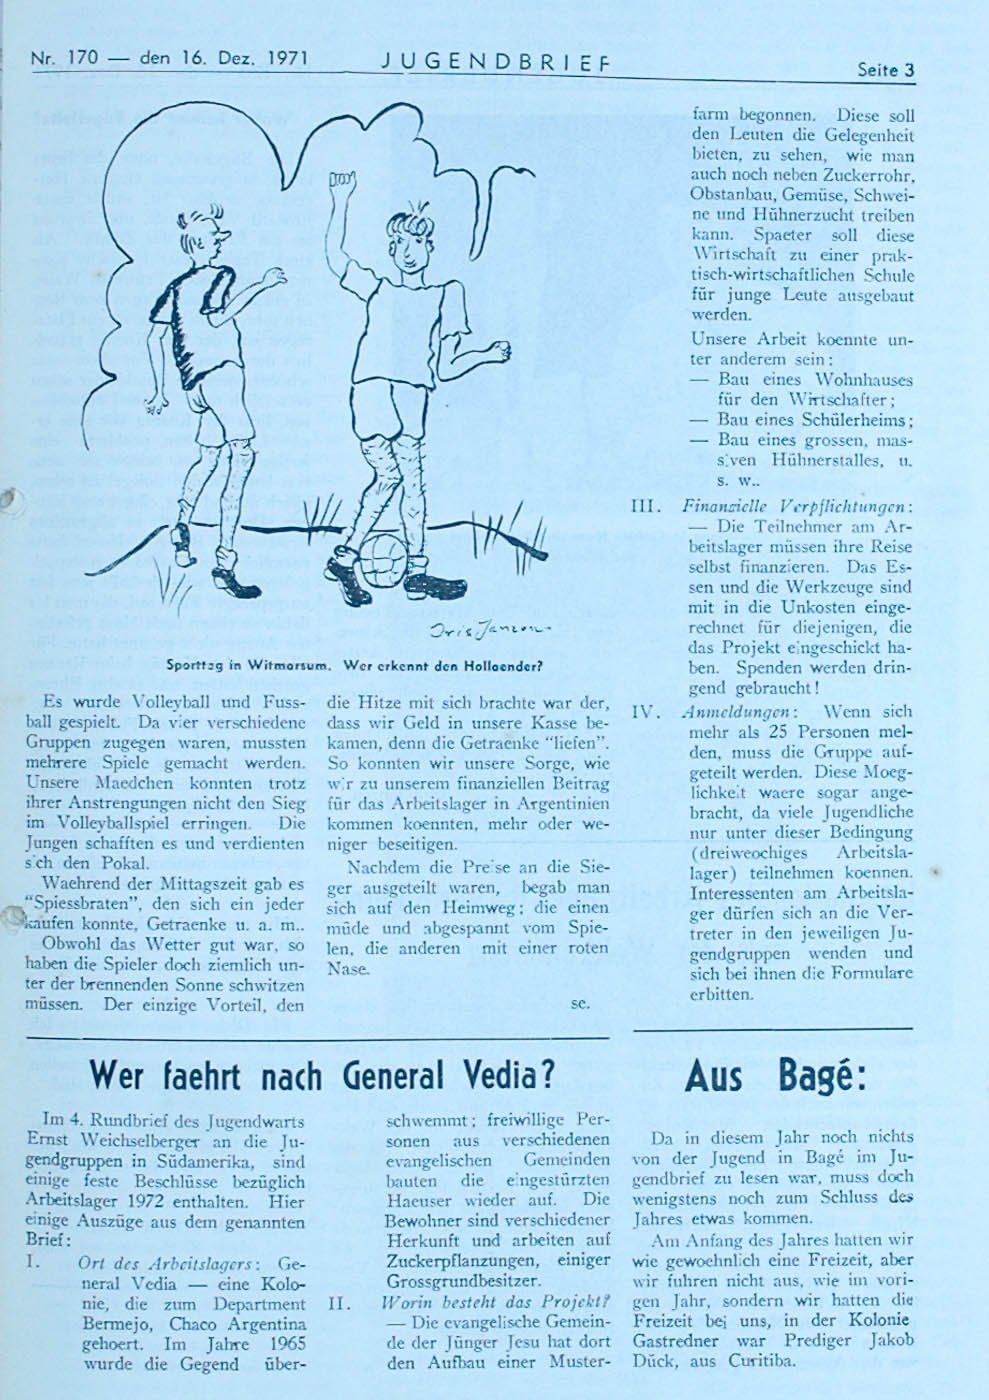 Nr. 170 — den 16. Dez. 1971
JUGENDBRIEF
Seite 3
Jris Janzen
Sporttag in Witmarsum. Wer erkennt den Hollaender?
Es wurde Volleyball und Fuss-
ball gespielt. Da vier verschiedene
Gruppen zugegen waren, mussten
mehrere Spiele gemacht werden.
Unsere Maedchen konnten trotz
ihrer Anstrengungen nicht den Sieg
im Volleyballspiel erringen. Die
Jungen schafften es und verdienten
sich den Pokal.
Waehrend der Mittagszeit gab es
"Spiessbraten", den sich ein jeder
kaufen konnte, Getraenke u. a. m..
Obwohl das Wetter gut war, so
haben die Spieler doch ziemlich un-
ter der brennenden Sonne schwitzen
müssen. Der einzige Vorteil, den
die Hitze mit sich brachte war der,
dass wir Geld in unsere Kasse be-
kamen, denn die Getraenke "liefen".
So konnten wir unsere Sorge, wie
wir zu unserem finanziellen Beitrag
für das Arbeitslager in Argentinien
kommen koennten, mehr oder we-
niger beseitigen.
Nachdem die Preise an die Sie-
ger ausgeteilt waren, begab man
sich auf den Heimweg; die einen
müde und abgespannt vom Spie-
len, die anderen mit einer roten
Nase.
sc.
Wer faehrt nach General Vedia?
Im 4. Rundbrief des Jugendwarts
Ernst Weichselberger an die Ju-
gendgruppen in Südamerika, sind
einige feste Beschlüsse bezüglich
Arbeitslager 1972 enthalten. Hier
einige Auszüge aus dem genannten
Brief:
I. Ort des Arbeitslagers: Ge-
neral Vedia — eine Kolo-
nie, die zum Department
Bermejo, Chaco Argentina
gehoert. Im Jahre 1965
wurde die Gegend über-
schwemmt; freiwillige Per-
sonen aus verschiedenen
evangelischen Gemeinden
bauten die eingestürzten
Haeuser wieder auf. Die
Bewohner sind verschiedener
Herkunft und arbeiten auf
Zuckerpflanzungen, einiger
Grossgrundbesitzer.
II. Worin besteht das Projekt?
— Die evangelische Gemein-
de der Jünger Jesu hat dort
den Aufbau einer Muster-
farm begonnen. Diese soll
den Leuten die Gelegenheit
bieten, zu sehen, wie man
auch noch neben Zuckerrohr,
Obstanbau, Gemüse, Schwei-
ne und Hühnerzucht treiben
kann. Spaeter soll diese
Wirtschaft zu einer prak-
tisch-wirtschaftlichen Schule
für junge Leute ausgebaut
werden.
Unsere Arbeit koennte un-
ter anderem sein:
— Bau eines Wohnhauses
für den Wirtschafter;
— Bau eines Schülerheims;
— Bau eines grossen, mas-
siven Hühnerstalles, u.
s. w..
III. Finanzielle Verpflichtungen:
— Die Teilnehmer am Ar-
beitslager müssen ihre Reise
selbst finanzieren. Das Es-
sen und die Werkzeuge sind
mit in die Unkosten einge-
rechnet für diejenigen, die
das Projekt eingeschickt ha-
ben. Spenden werden drin-
gend gebraucht!
IV. Anmeldungen: Wenn sich
mehr als 25 Personen mel-
den, muss die Gruppe auf-
geteilt werden. Diese Moeg-
lichkeit waere sogar ange-
bracht, da viele Jugendliche
nur unter dieser Bedingung
(dreiweochiges Arbeitsla-
lager) teilnehmen koennen.
Interessenten am Arbeitsla-
ger dürfen sich an die Ver-
treter in den jeweiligen Ju-
gendgruppen wenden und
sich bei ihnen die Formulare
erbitten.
Aus Bagé:
Da in diesem Jahr noch nichts
von der Jugend in Bagé im Ju-
gendbrief zu lesen war, muss doch
wenigstens noch zum Schluss des
Jahres etwas kommen.
Am Anfang des Jahres hatten wir
wie gewoehnlich eine Freizeit, aber
wir fuhren nicht aus, wie im vori-
gen Jahr, sondern wir hatten die
Freizeit bei uns, in der Kolonie
Gastredner war Prediger Jakob
Dück, aus Curitiba.